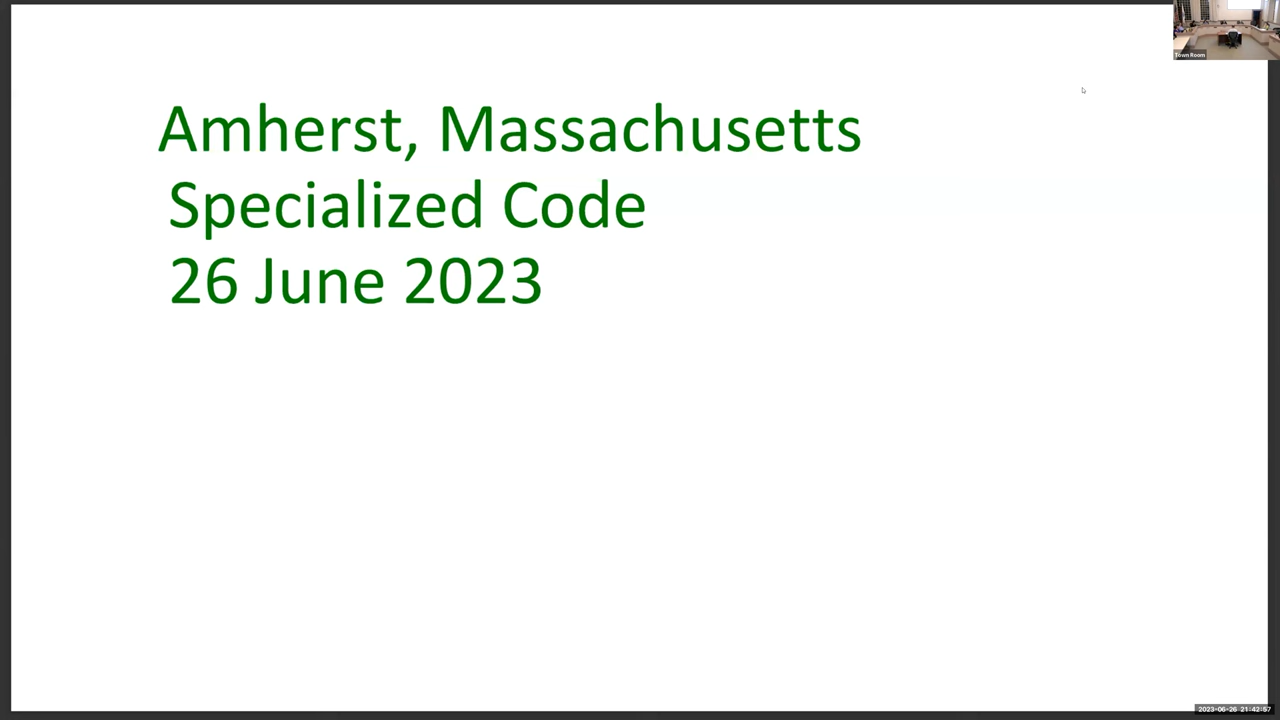 Town Room
Amherst, Massachusetts
Specialized Code
26 June 2023
2023-06-26 21:42:57